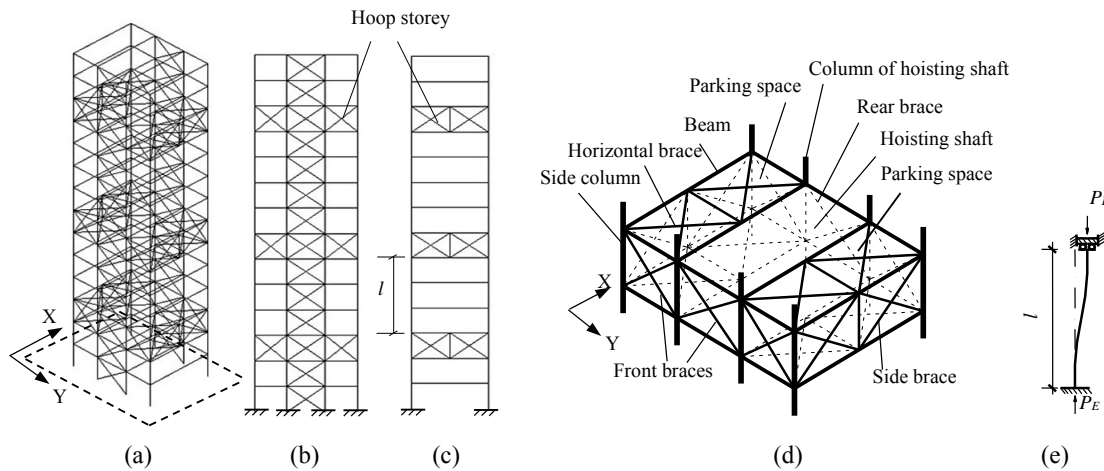 Hoop storey
X
Y
l
(a)
(b)
(c)
Column of hoisting shaft
Parking space
Rear brace
Beam
Hoisting shaft
Horizontal brace
Parking space
Side column
X
Y
Front braces
Side brace
(d)
l
P_E
(e)